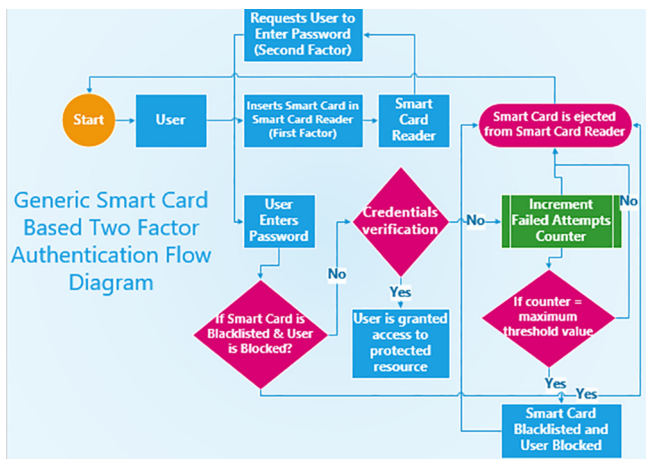 Requests User to
Enter Password
(Second Factor)
Start
User
Inserts Smart Card in
Smart Card Reader
(First Factor)
Smart
Card
Reader
Smart Card is ejected
from Smart Card Reader
Generic Smart Card
Based Two Factor
Authentication Flow
Diagram
User
Enters
Password
Credentials
verification
No
Increment
Failed Attempts
Counter
No
No
Yes
If Smart Card is
Blacklisted & User
is Blocked?
User is granted
access to
protected
resource
If counter =
maximum
threshold value
Yes
Yes
Smart Card
Blacklisted and
User Blocked